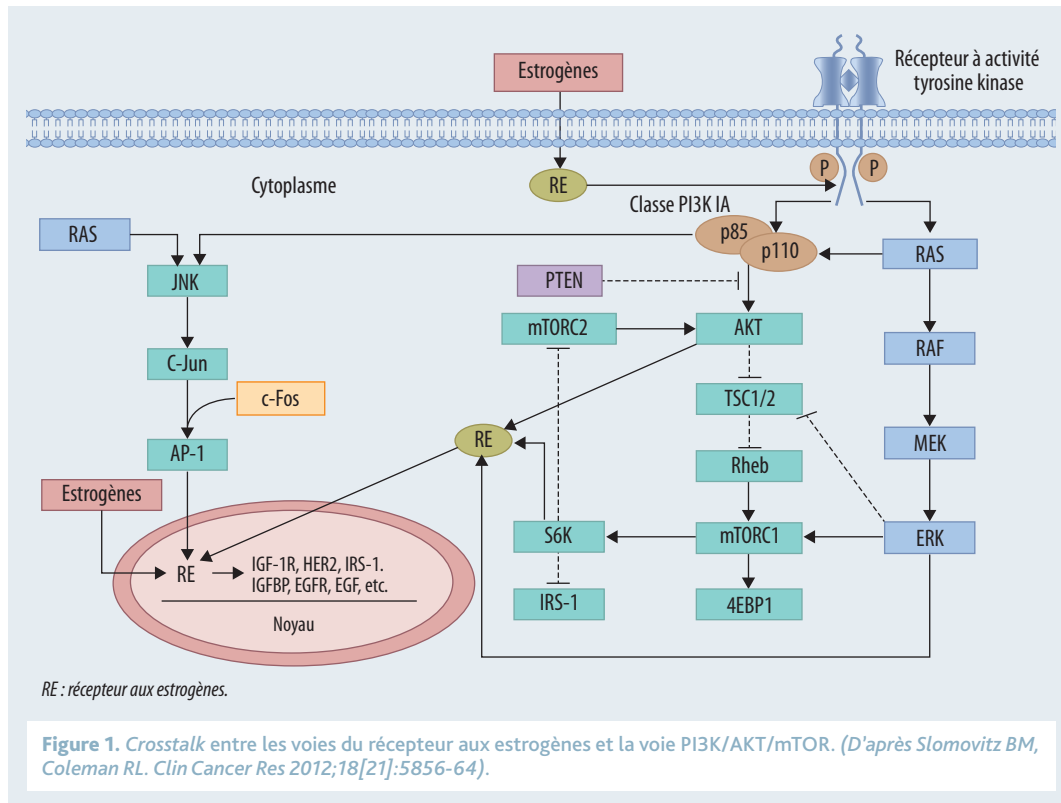 Estrogènes
Récepteur à activité
tyrosine kinase
P
P
Cytoplasme
RE
Classe PI3K IA
p85
p110
RAS
RAS
JNK
PTEN
mTORC2
AKT
RAF
C-Jun
c-Fos
TSC1/2
AP-1
RE
MEK
Rheb
Estrogènes
S6K
mTORC1
ERK
RE
IGF-1R, HER2, IRS-1.
IGFBP, EGFR, EGF, etc.
IRS-1
4EBP1
Noyau
RE : récepteur aux estrogènes.
Figure 1. Crosstalk entre les voies du récepteur aux estrogènes et la voie PI3K/AKT/mTOR. (D'après Slomovitz BM,
Coleman RL. Clin Cancer Res 2012;18[21]:5856-64).